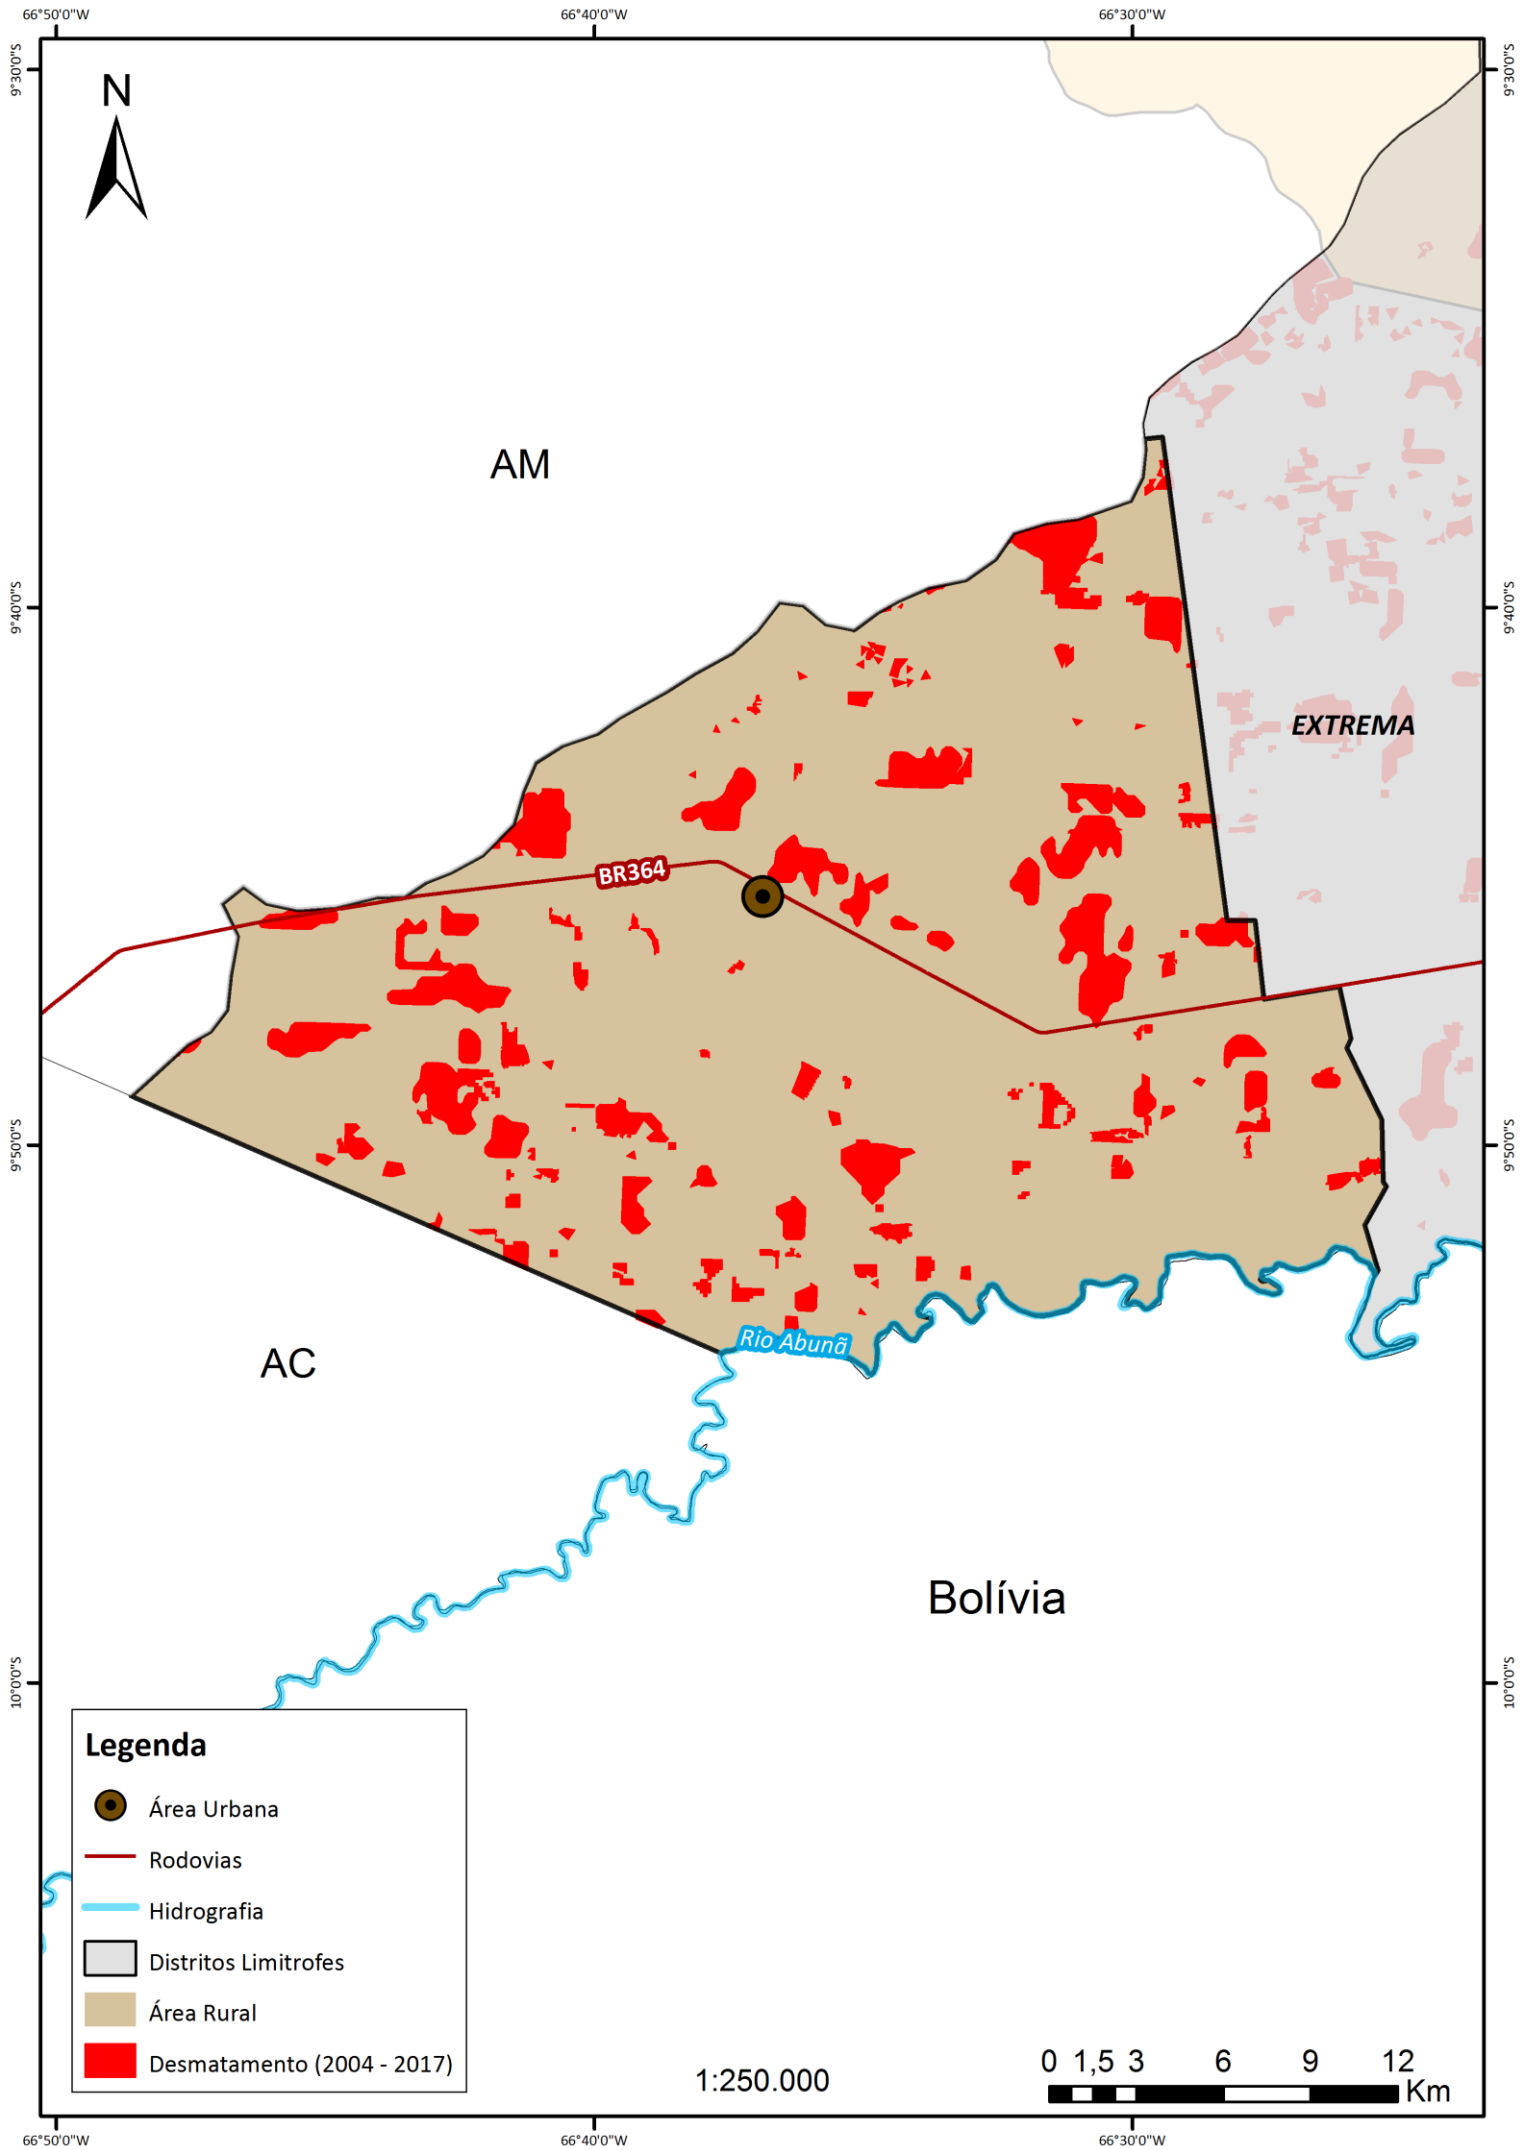 66°50'0"W 66°40'0"W 66°30'0"W
9°30'0"S 9°30'0"S
N
AM
9°40'0"S 9°40'0"S
EXTREMA
BR364
9°50'0"S 9°50'0"S
Rio Abunã
AC
Bolívia
10°0'0"S 10°0'0"S
Legenda
Área Urbana
Rodovias
Hidrografia
Distritos Limitrofes
Área Rural
Desmatamento (2004 - 2017)
1:250.000
0 1,5 3 6 9 12
Km
66°50'0"W 66°40'0"W 66°30'0"W